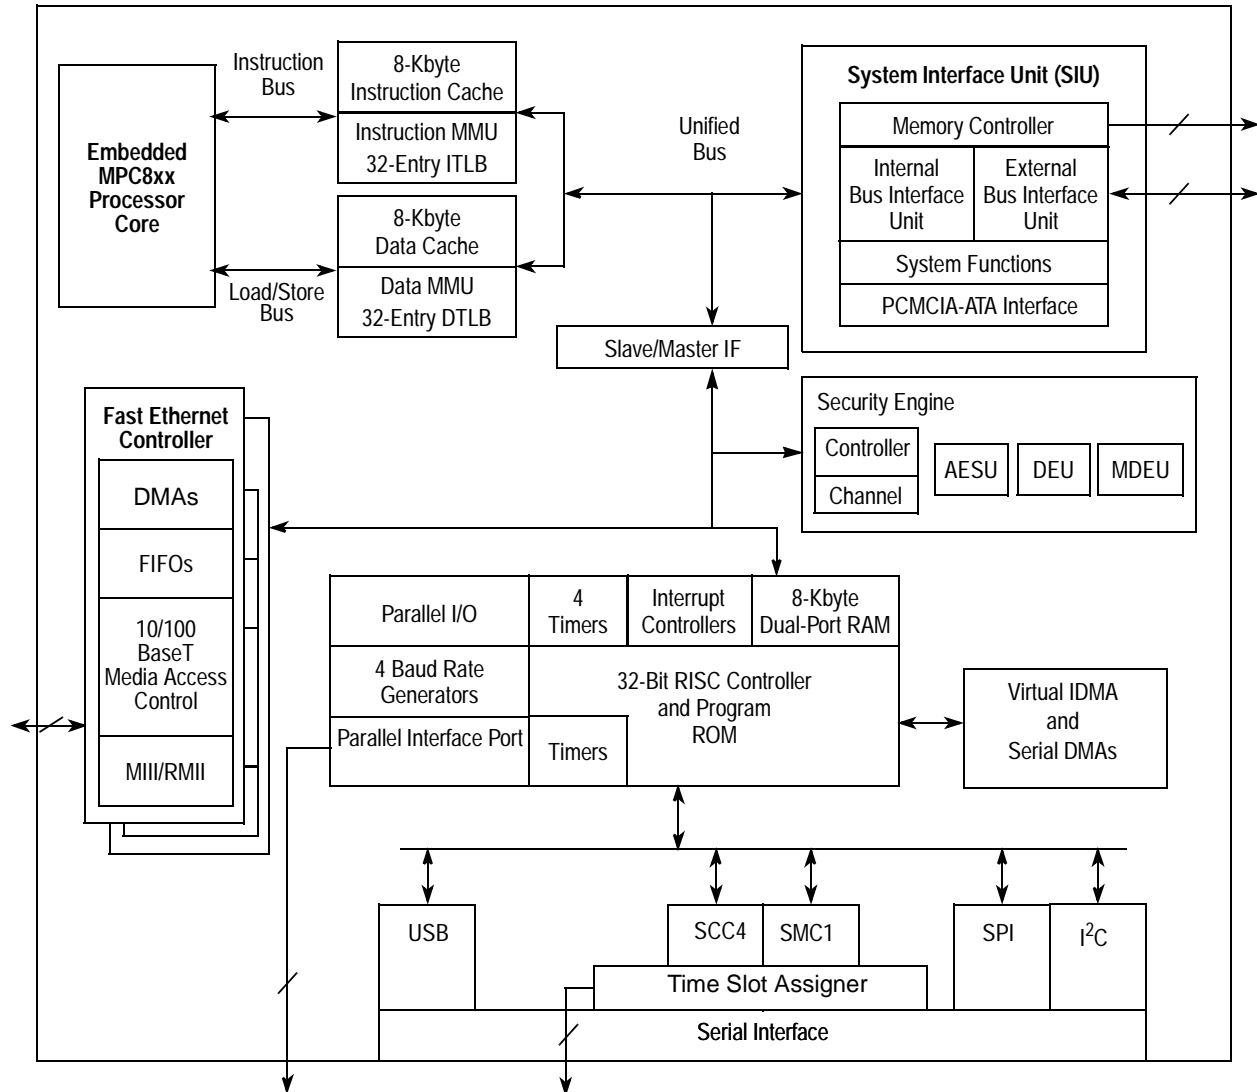 Instruction
Bus
8-Kbyte
Instruction Cache
Instruction MMU
32-Entry ITLB
Embedded
MPC8xx
Processor
Core
8-Kbyte
Data Cache
Data MMU
32-Entry DTLB
Load/Store
Bus
Unified
Bus
System Interface Unit (SIU)
Memory Controller
Internal
Bus Interface
Unit
External
Bus Interface
Unit
System Functions
PCMCIA-ATA Interface
Slave/Master IF
Security Engine
Controller
Channel
AESU
DEU
MDEU
Fast Ethernet
Controller
DMAs
FIFOs
10/100
BaseT
Media Access
Control
MIII/RMII
Parallel I/O
4
Timers
Interrupt
Controllers
8-Kbyte
Dual-Port RAM
4 Baud Rate
Generators
32-Bit RISC Controller
and Program
ROM
Parallel Interface Port
Timers
Virtual IDMA
and
Serial DMAs
USB
SCC4
SMC1
SPI
I²C
Time Slot Assigner
Serial Interface